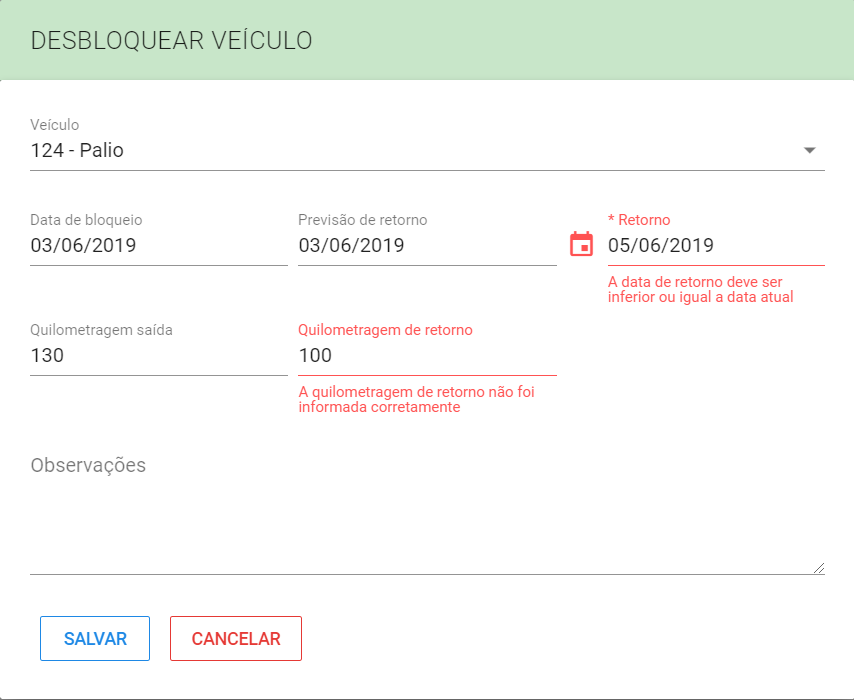 DESBLOQUEAR VEÍCULO
Veículo
124 - Palio
Data de bloqueio
03/06/2019
Previsão de retorno
03/06/2019
* Retorno
05/06/2019
A data de retorno deve ser
inferior ou igual a data atual
Quilometragem saída
130
Quilometragem de retorno
100
A quilometragem de retorno não foi
informada corretamente
Observações
SALVAR
CANCELAR